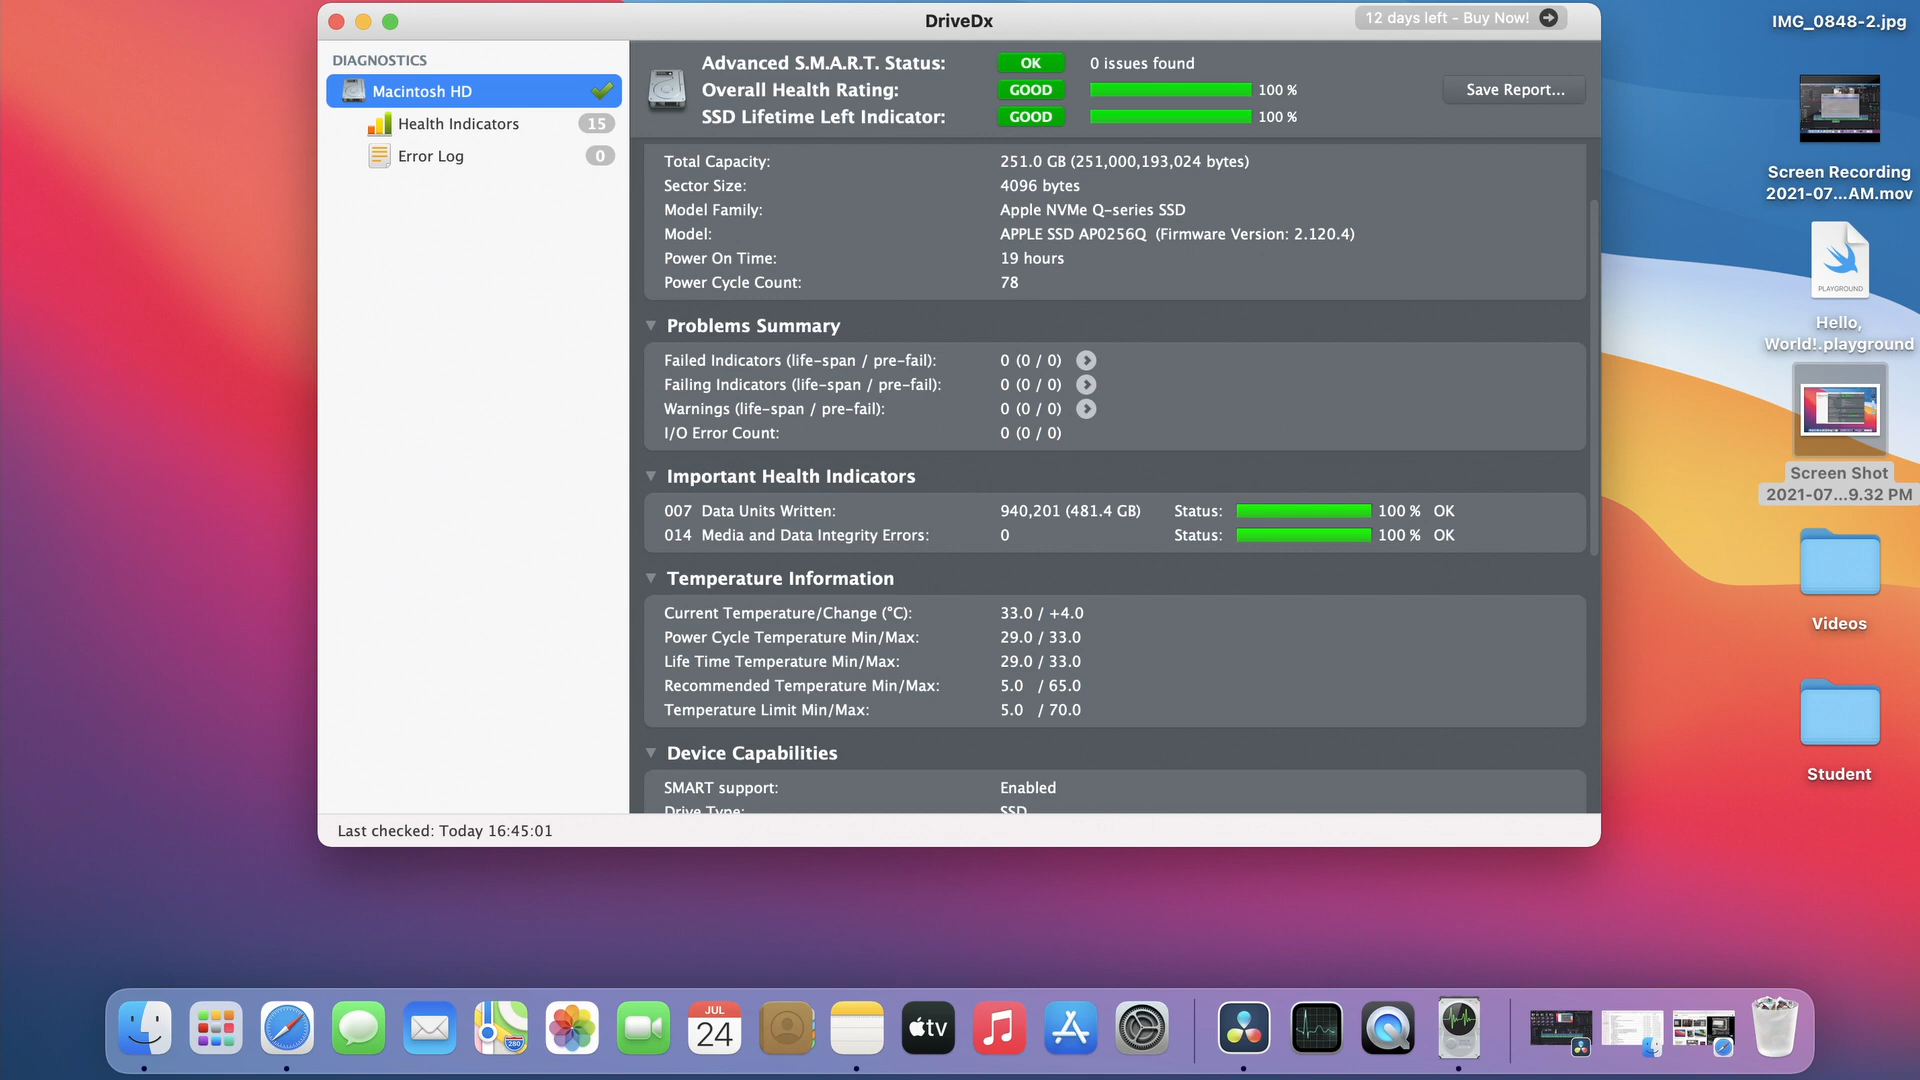 DriveDx
12 days left - Buy Now!
DIAGNOSTICS
Macintosh HD
Health Indicators 15
Error Log 0
Advanced S.M.A.R.T. Status: OK 0 issues found
Overall Health Rating: GOOD 100 %
SSD Lifetime Left Indicator: GOOD 100 %
Save Report...
Total Capacity: 251.0 GB (251,000,193,024 bytes)
Sector Size: 4096 bytes
Model Family: Apple NVMe Q-series SSD
Model: APPLE SSD AP0256Q (Firmware Version: 2.120.4)
Power On Time: 19 hours
Power Cycle Count: 78
Problems Summary
Failed Indicators (life-span / pre-fail): 0 (0 / 0)
Failing Indicators (life-span / pre-fail): 0 (0 / 0)
Warnings (life-span / pre-fail): 0 (0 / 0)
I/O Error Count: 0 (0 / 0)
Important Health Indicators
007 Data Units Written: 940,201 (481.4 GB) Status: 100 % OK
014 Media and Data Integrity Errors: 0 Status: 100 % OK
Temperature Information
Current Temperature/Change (°C): 33.0 / +4.0
Power Cycle Temperature Min/Max: 29.0 / 33.0
Life Time Temperature Min/Max: 29.0 / 33.0
Recommended Temperature Min/Max: 5.0 / 65.0
Temperature Limit Min/Max: 5.0 / 70.0
Device Capabilities
SMART support: Enabled
Drive Type: SSD
Last checked: Today 16:45:01
IMG_0848-2.jpg
Screen Recording
2021-07...AM.mov
PLAYGROUND
Hello,
World!.playground
Screen Shot
2021-07...9.32 PM
Videos
Student
280
JUL
24
tv